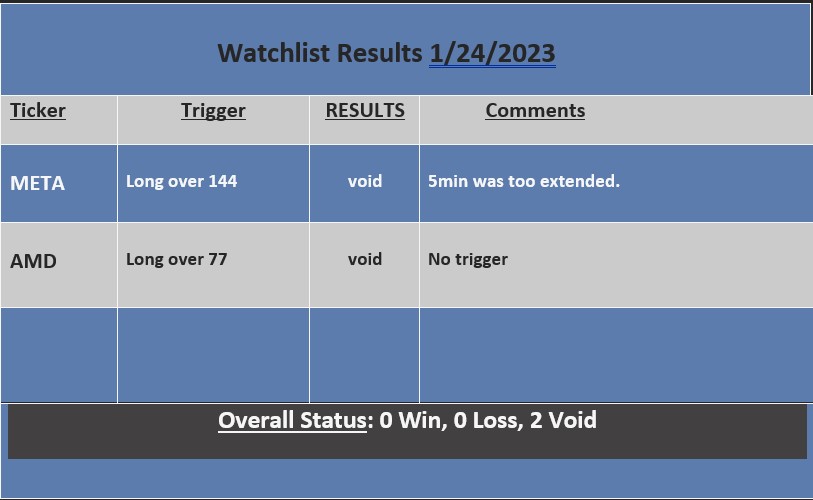 Watchlist Results 1/24/2023
Ticker Trigger RESULTS Comments
META Long over 144 void 5min was too extended.
AMD Long over 77 void No trigger
Overall Status: 0 Win, 0 Loss, 2 Void